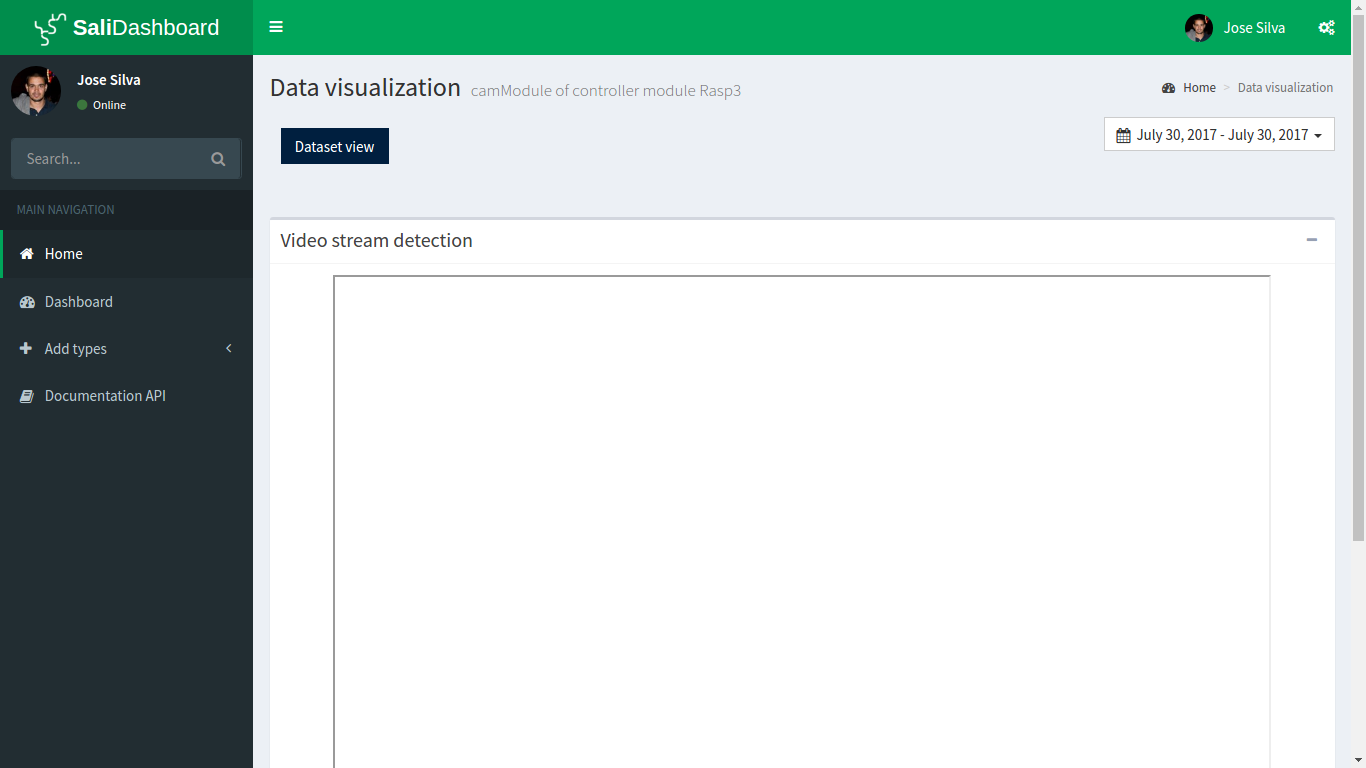 SaliDashboard
Jose Silva
Jose Silva
Online
Search...
MAIN NAVIGATION
Home
Dashboard
Add types
Documentation API
Data visualization camModule of controller module Rasp3
Home > Data visualization
Dataset view
July 30, 2017 - July 30, 2017
Video stream detection